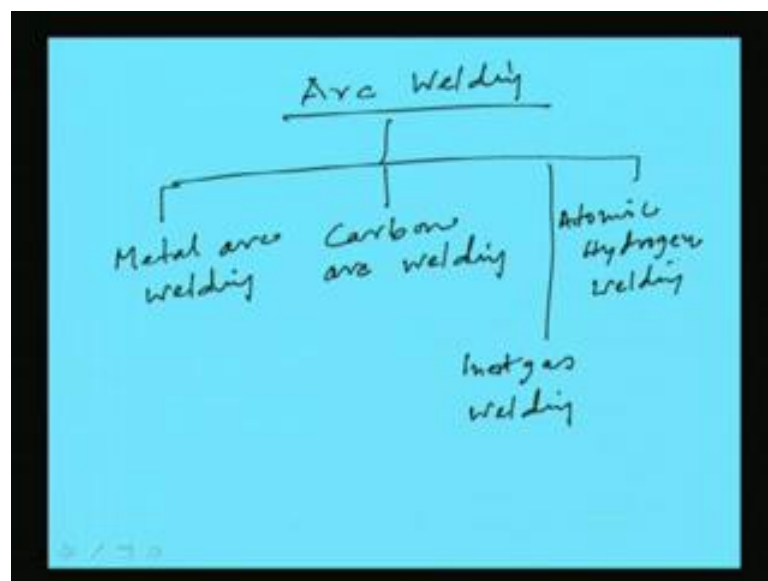 Arc Welding
Metal arc
welding
Carbon
arc welding
Inert gas
welding
Atomic
Hydrogen
welding